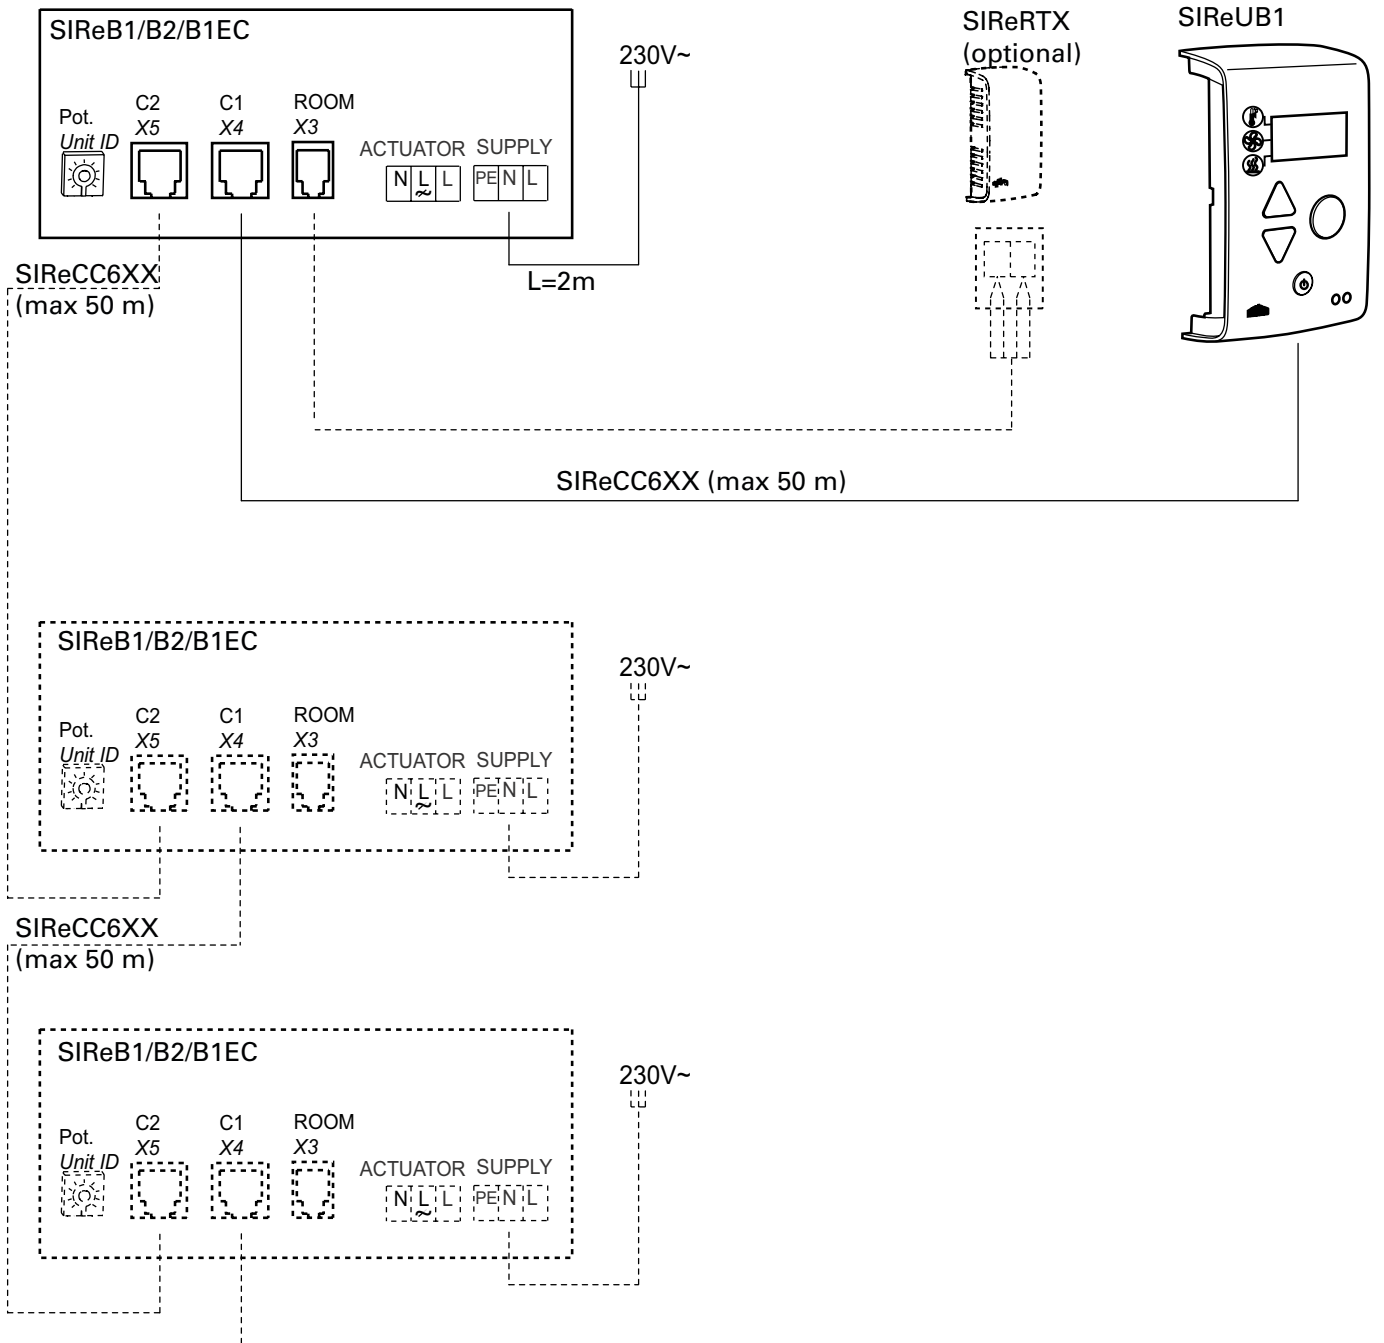 SIReB1/B2/B1EC
230V~
SIReRTX
(optional)
SIReUB1
Pot.
Unit ID
C2
X5
C1
X4
ROOM
X3
ACTUATOR
SUPPLY
N L L
~
PE N L
L=2m
SIReCC6XX
(max 50 m)
SIReCC6XX (max 50 m)
SIReB1/B2/B1EC
230V~
Pot.
Unit ID
C2
X5
C1
X4
ROOM
X3
ACTUATOR
SUPPLY
N L L
~
PE N L
SIReCC6XX
(max 50 m)
SIReB1/B2/B1EC
230V~
Pot.
Unit ID
C2
X5
C1
X4
ROOM
X3
ACTUATOR
SUPPLY
N L L
~
PE N L